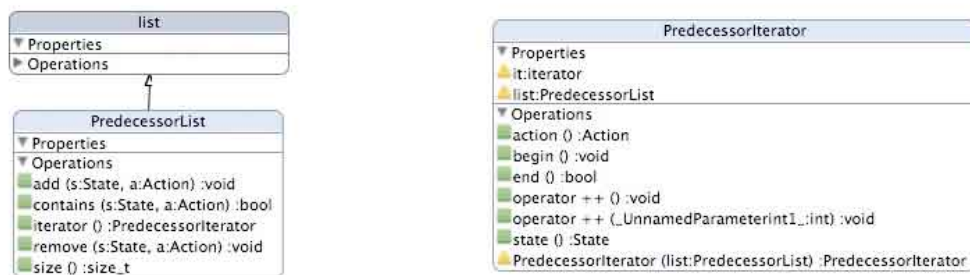 list
Properties
Operations
PredecessorList
Properties
Operations
add (s:State, a:Action) :void
contains (s:State, a:Action) :bool
iterator () :PredecessorIterator
remove (s:State, a:Action) :void
size () :size_t
PredecessorIterator
Properties
it:iterator
list:PredecessorList
Operations
action () :Action
begin () :void
end () :bool
operator ++ () :void
operator ++ (_UnnamedParameterint1_:int) :void
state () :State
PredecessorIterator (list:PredecessorList) :PredecessorIterator